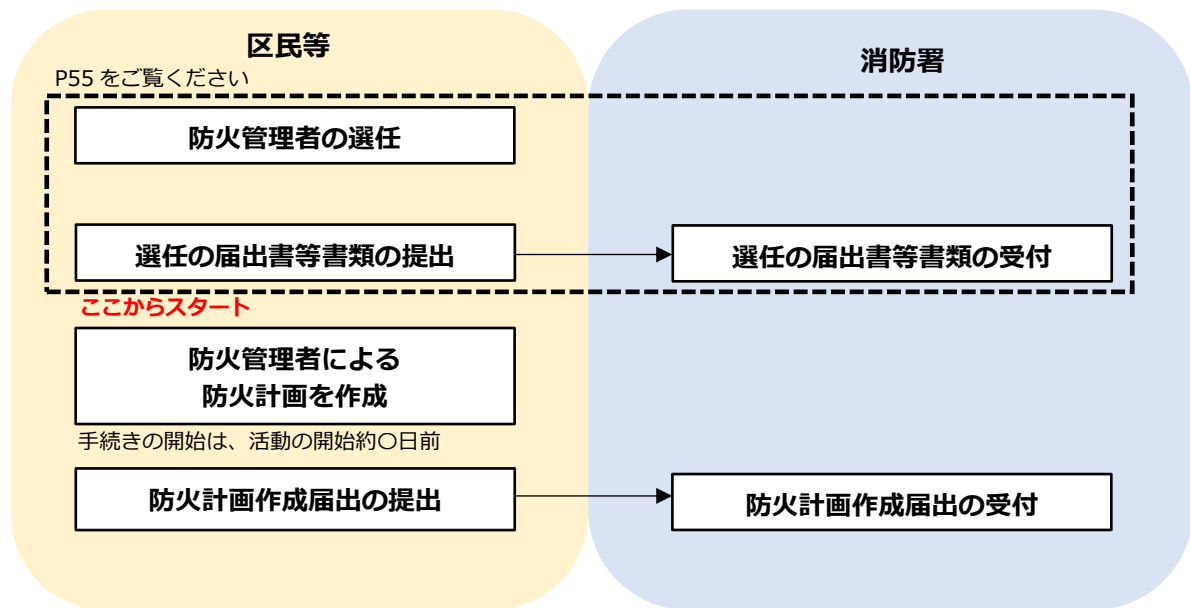 区民等
消防署
P55 をご覧ください
防火管理者の選任
選任の届出書等書類の提出
選任の届出書等書類の受付
ここからスタート
防火管理者による
防火計画を作成
手続きの開始は、活動の開始約〇日前
防火計画作成届出の提出
防火計画作成届出の受付